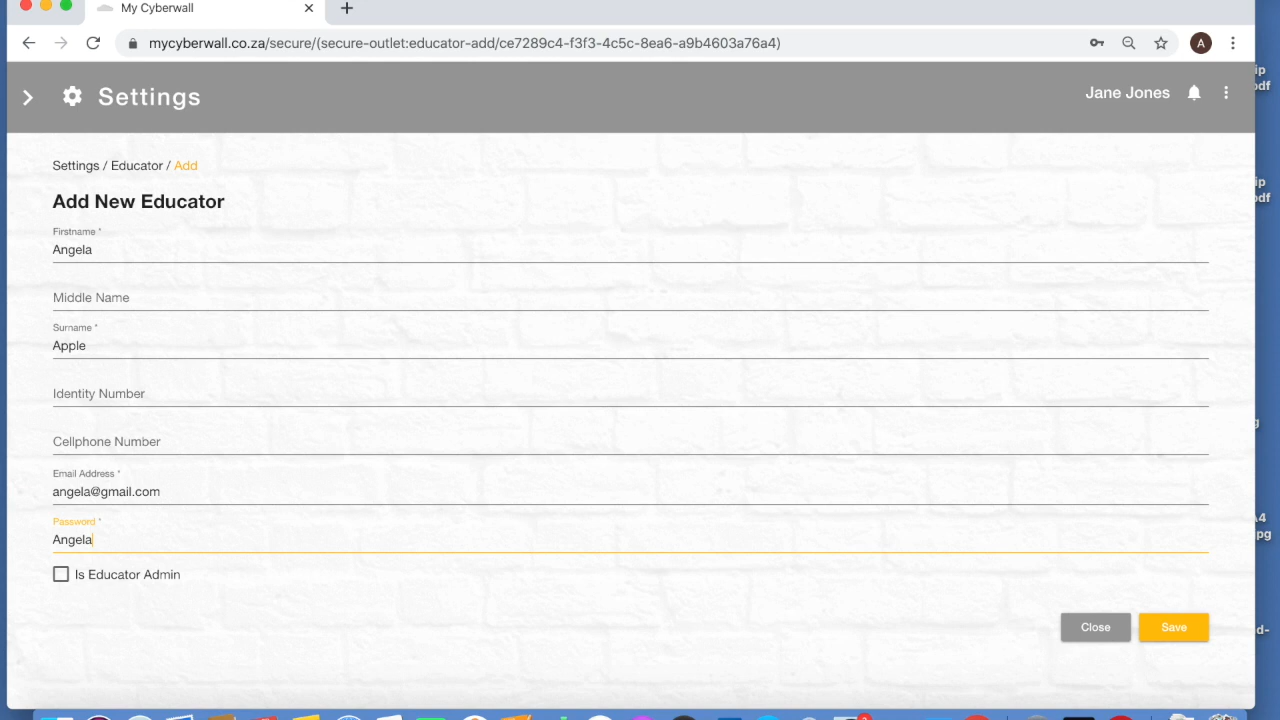 My Cyberwall
mycyberwall.co.za/secure/(secure-outlet:educator-add/ce7289c4-f3f3-4c5c-8ea6-a9b4603a76a4)
A
Settings
Jane Jones
Settings / Educator / Add
Add New Educator
Firstname *
Angela
Middle Name
Surname *
Apple
Identity Number
Cellphone Number
Email Address *
angela@gmail.com
Password *
Angela
Is Educator Admin
Close
Save